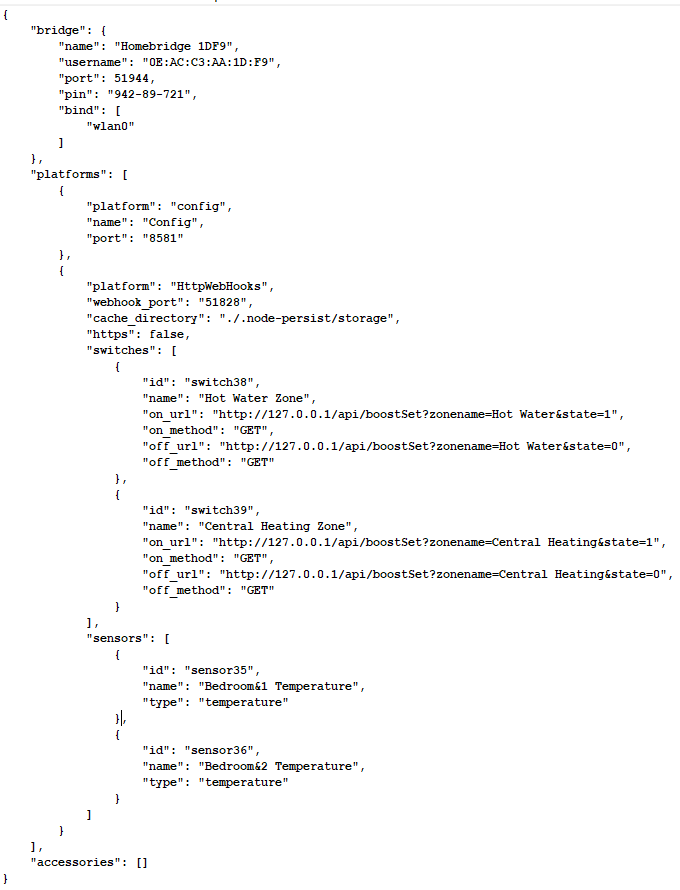 {
    "bridge": {
        "name": "Homebridge 1DF9",
        "username": "0E:AC:C3:AA:1D:F9",
        "port": 51944,
        "pin": "942-89-721",
        "bind": [
            "wlan0"
        ]
    },
    "platforms": [
        {
            "platform": "config",
            "name": "Config",
            "port": "8581"
        },
        {
            "platform": "HttpWebHooks",
            "webhook_port": "51828",
            "cache_directory": "./.node-persist/storage",
            "https": false,
            "switches": [
                {
                    "id": "switch38",
                    "name": "Hot Water Zone",
                    "on_url": "http://127.0.0.1/api/boostSet?zonename=Hot Water&state=1",
                    "on_method": "GET",
                    "off_url": "http://127.0.0.1/api/boostSet?zonename=Hot Water&state=0",
                    "off_method": "GET"
                },
                {
                    "id": "switch39",
                    "name": "Central Heating Zone",
                    "on_url": "http://127.0.0.1/api/boostSet?zonename=Central Heating&state=1",
                    "on_method": "GET",
                    "off_url": "http://127.0.0.1/api/boostSet?zonename=Central Heating&state=0",
                    "off_method": "GET"
                }
            ],
            "sensors": [
                {
                    "id": "sensor35",
                    "name": "Bedroom&1 Temperature",
                    "type": "temperature"
                },
                {
                    "id": "sensor36",
                    "name": "Bedroom&2 Temperature",
                    "type": "temperature"
                }
            ]
        }
    ],
    "accessories": []
}